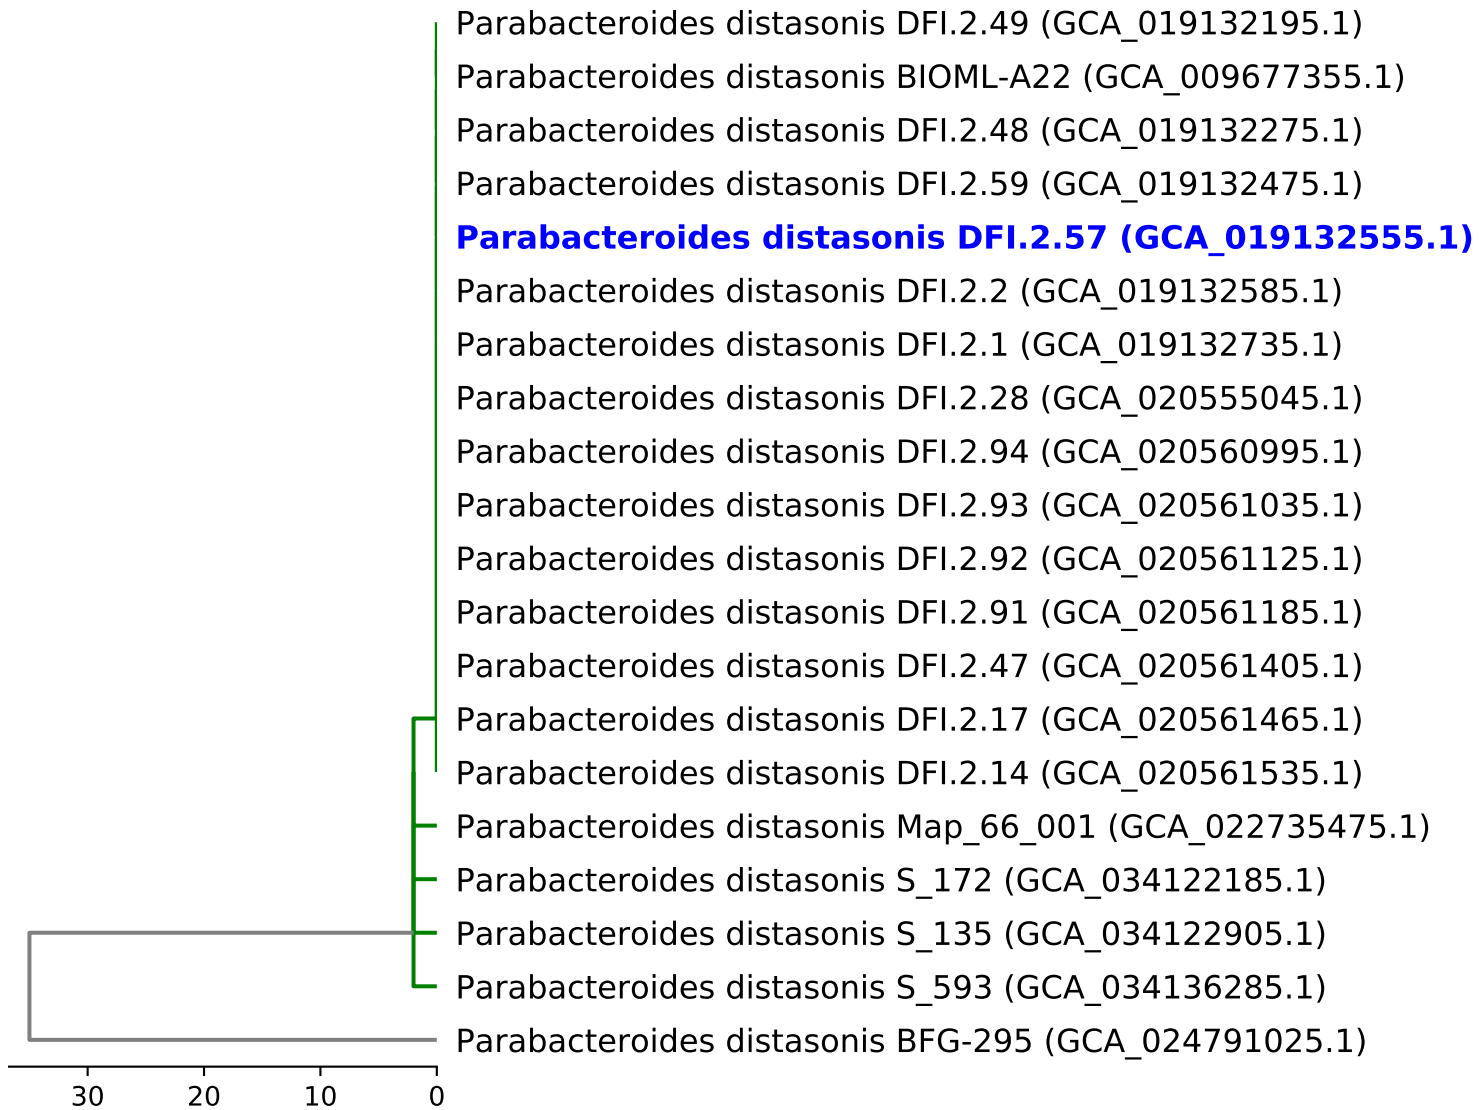 Parabacteroides distasonis DFI.2.49 (GCA_019132195.1)
Parabacteroides distasonis BIOML-A22 (GCA_009677355.1)
Parabacteroides distasonis DFI.2.48 (GCA_019132275.1)
Parabacteroides distasonis DFI.2.59 (GCA_019132475.1)
Parabacteroides distasonis DFI.2.57 (GCA_019132555.1)
Parabacteroides distasonis DFI.2.2 (GCA_019132585.1)
Parabacteroides distasonis DFI.2.1 (GCA_019132735.1)
Parabacteroides distasonis DFI.2.28 (GCA_020555045.1)
Parabacteroides distasonis DFI.2.94 (GCA_020560995.1)
Parabacteroides distasonis DFI.2.93 (GCA_020561035.1)
Parabacteroides distasonis DFI.2.92 (GCA_020561125.1)
Parabacteroides distasonis DFI.2.91 (GCA_020561185.1)
Parabacteroides distasonis DFI.2.47 (GCA_020561405.1)
Parabacteroides distasonis DFI.2.17 (GCA_020561465.1)
Parabacteroides distasonis DFI.2.14 (GCA_020561535.1)
Parabacteroides distasonis Map_66_001 (GCA_022735475.1)
Parabacteroides distasonis S_172 (GCA_034122185.1)
Parabacteroides distasonis S_135 (GCA_034122905.1)
Parabacteroides distasonis S_593 (GCA_034136285.1)
Parabacteroides distasonis BFG-295 (GCA_024791025.1)
30 20 10 0